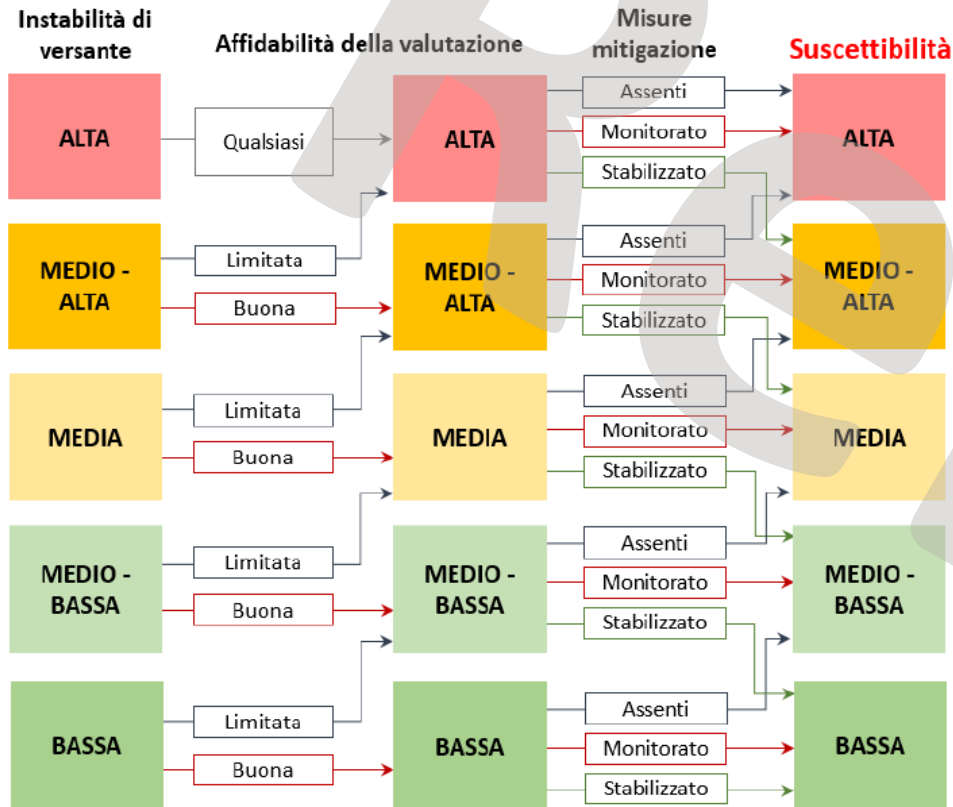 Instabilità di
versante
Affidabilità della valutazione
Misure
mitigazione
Suscettibilità
ALTA
Qualsiasi
ALTA
Assenti
Monitorato
Stabilizzato
ALTA
MEDIO -
ALTA
Limitata
Buona
MEDIO -
ALTA
Assenti
Monitorato
Stabilizzato
MEDIO -
ALTA
MEDIA
Limitata
Buona
MEDIA
Assenti
Monitorato
Stabilizzato
MEDIA
MEDIO -
BASSA
Limitata
Buona
MEDIO -
BASSA
Assenti
Monitorato
Stabilizzato
MEDIO -
BASSA
BASSA
Limitata
Buona
BASSA
Assenti
Monitorato
Stabilizzato
BASSA